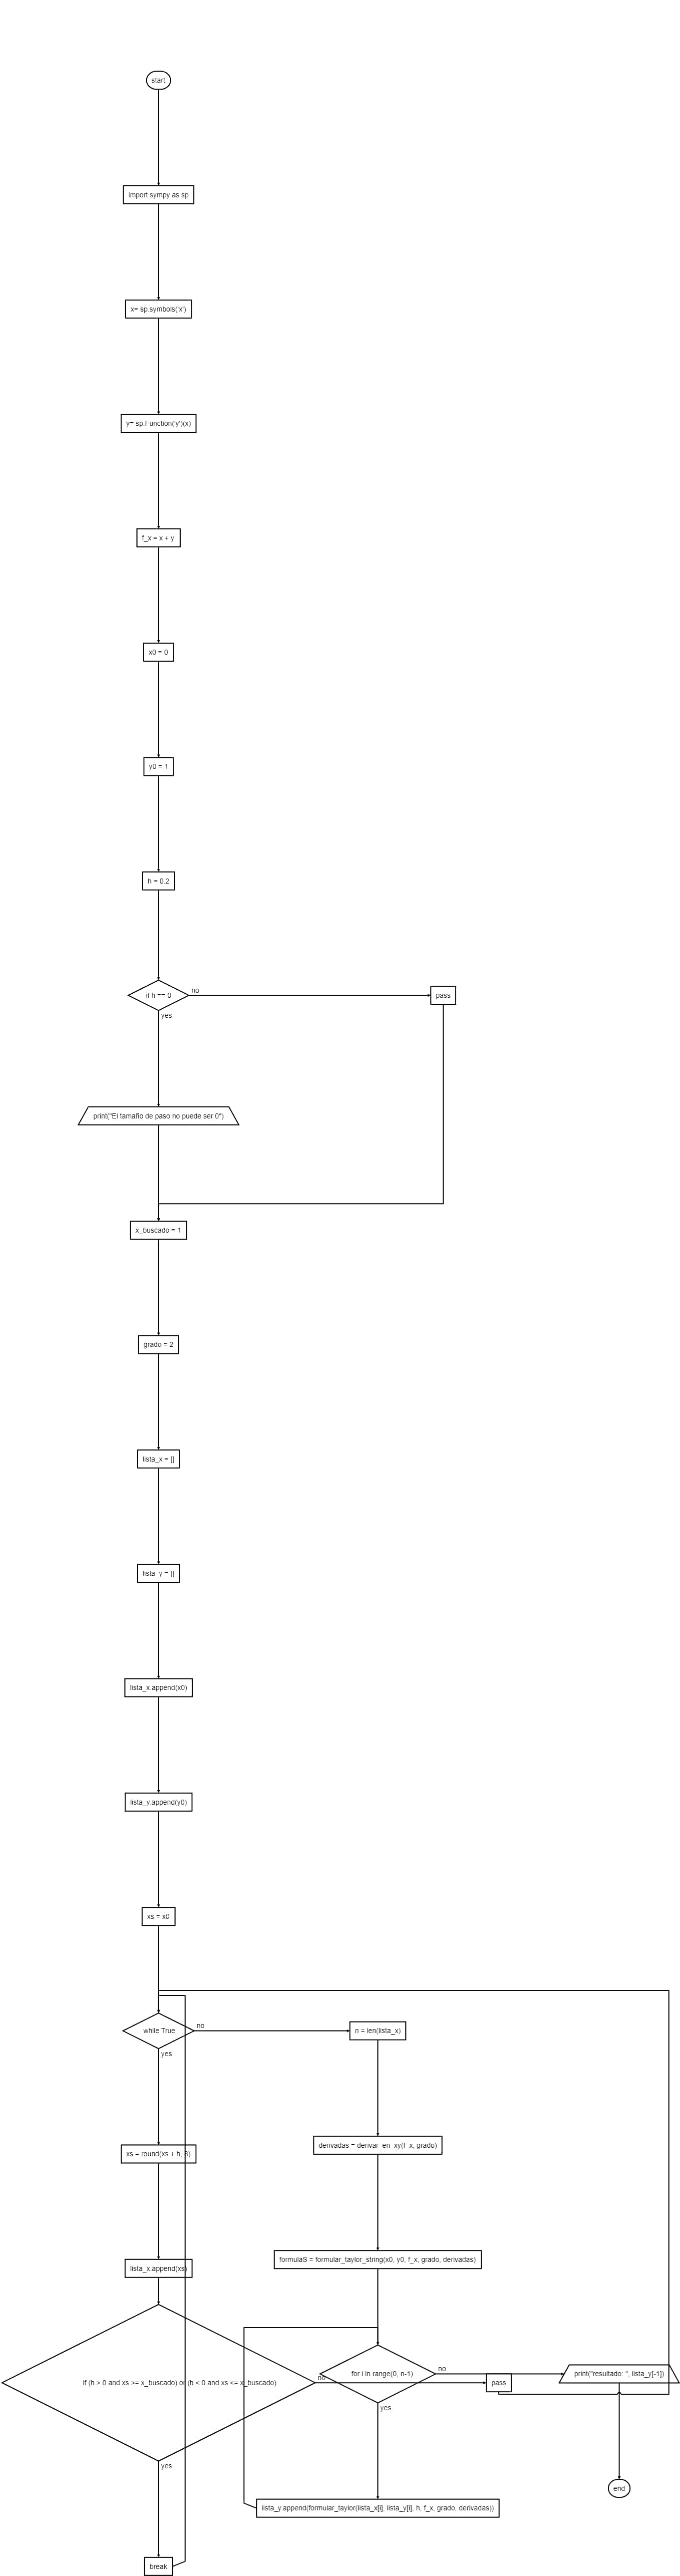 start
import sympy as sp
x= sp.symbols('x')
y= sp.Function('y')(x)
f_x = x + y
x0 = 0
y0 = 1
h = 0.2
if h == 0
no
pass
yes
print("El tamaño de paso no puede ser 0")
x_buscado = 1
grado = 2
lista_x = []
lista_y = []
lista_x.append(x0)
lista_y.append(y0)
xs = x0
while True
no
n = len(lista_x)
yes
derivadas = derivar_en_xy(f_x, grado)
xs = round(xs + h, 8)
formulaS = formular_taylor_string(x0, y0, f_x, grado, derivadas)
lista_x.append(xs)
for i in range(0, n-1)
no
print("resultado: ", lista_y[-1])
if (h > 0 and xs >= x_buscado) or (h < 0 and xs <= x_buscado)
no
pass
yes
yes
end
lista_y.append(formular_taylor(lista_x[i], lista_y[i], h, f_x, grado, derivadas))
break